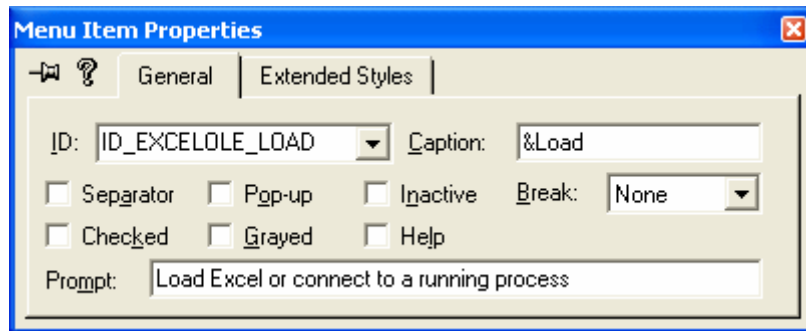 Menu Item Properties
General Extended Styles
ID: ID_EXCELOLE_LOAD Caption: &Load
Separator Pop-up Inactive Break: None
Checked Grayed Help
Prompt: Load Excel or connect to a running process